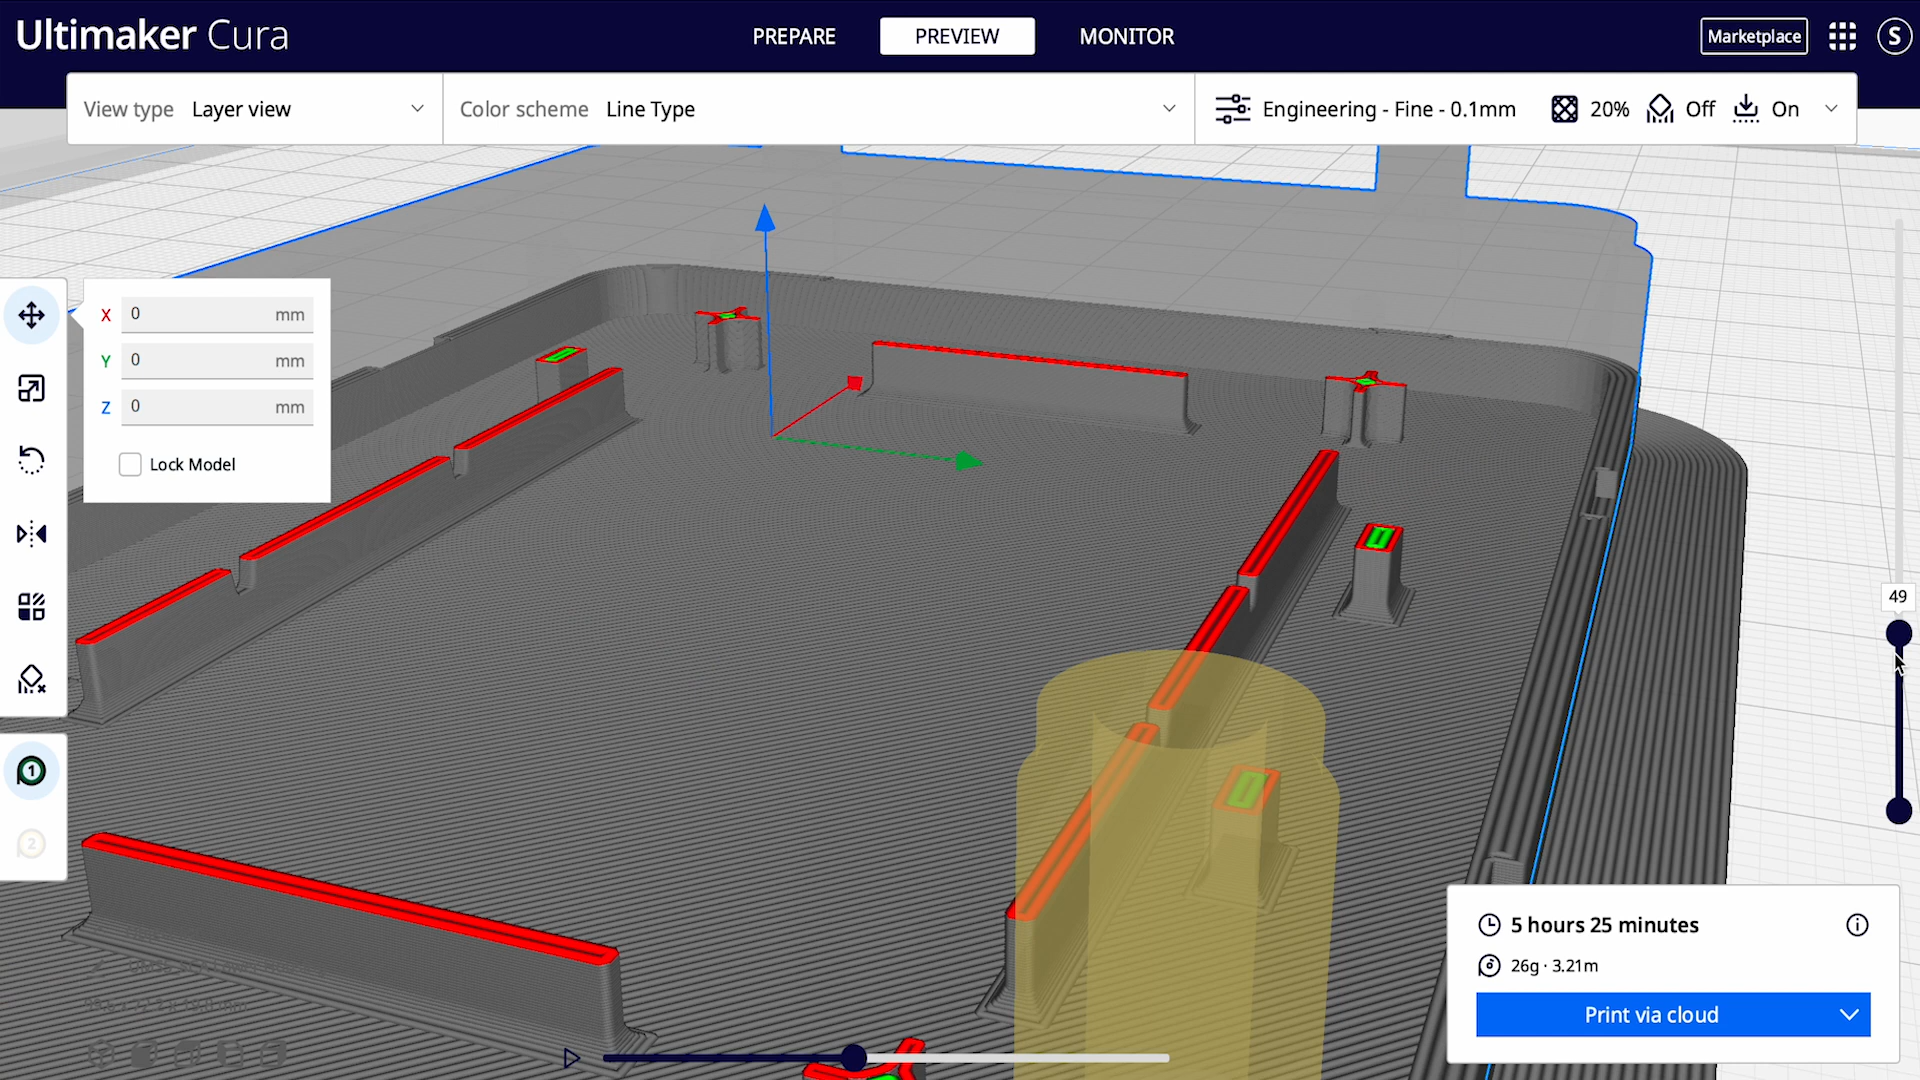 Ultimaker Cura
PREPARE
PREVIEW
MONITOR
Marketplace
S
View type Layer view
Color scheme Line Type
Engineering - Fine - 0.1mm
20%
Off
On
X 0 mm
Y 0 mm
Z 0 mm
Lock Model
49
1
2
5 hours 25 minutes
26g · 3.21m
Print via cloud